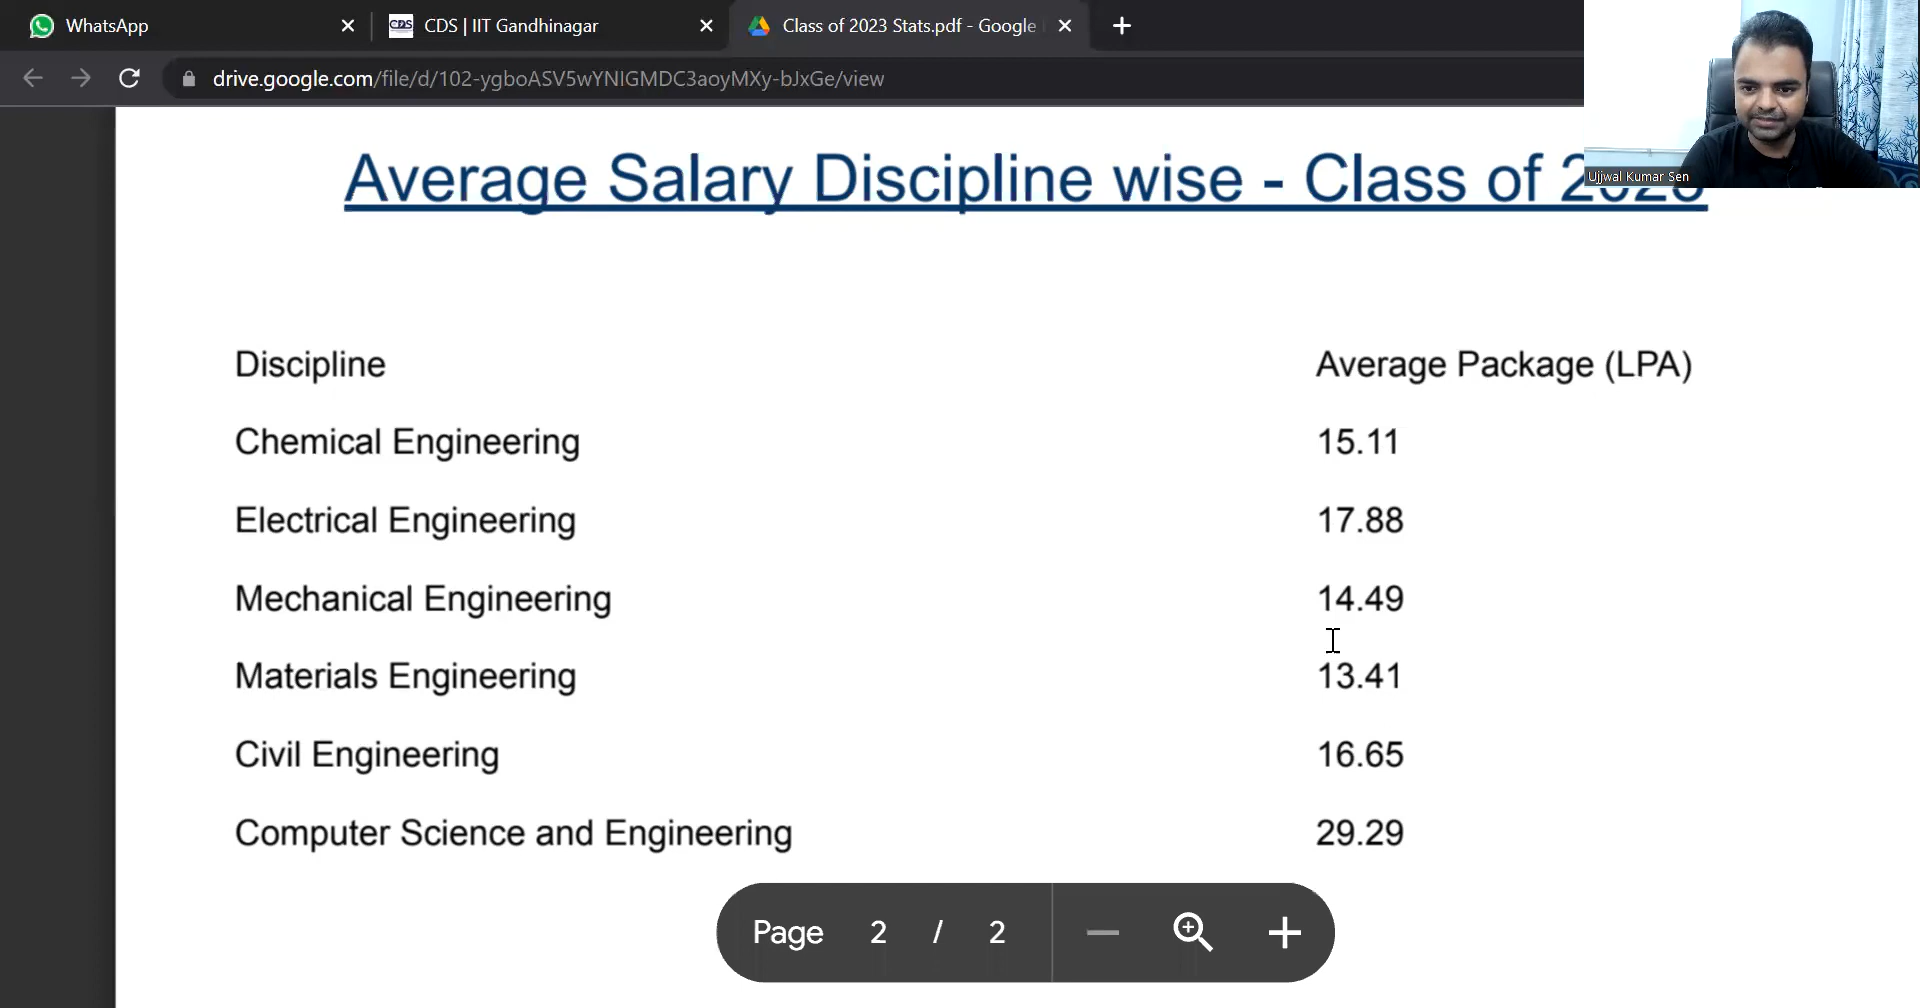 WhatsApp
CDS CDS | IIT Gandhinagar
Class of 2023 Stats.pdf - Google
drive.google.com/file/d/102-ygboASV5wYNIGMDC3aoyMXy-bJxGe/view
Ujjwal Kumar Sen
Average Salary Discipline wise - Class of 2023
Discipline Average Package (LPA)
Chemical Engineering 15.11
Electrical Engineering 17.88
Mechanical Engineering 14.49
Materials Engineering 13.41
Civil Engineering 16.65
Computer Science and Engineering 29.29
Page 2 / 2